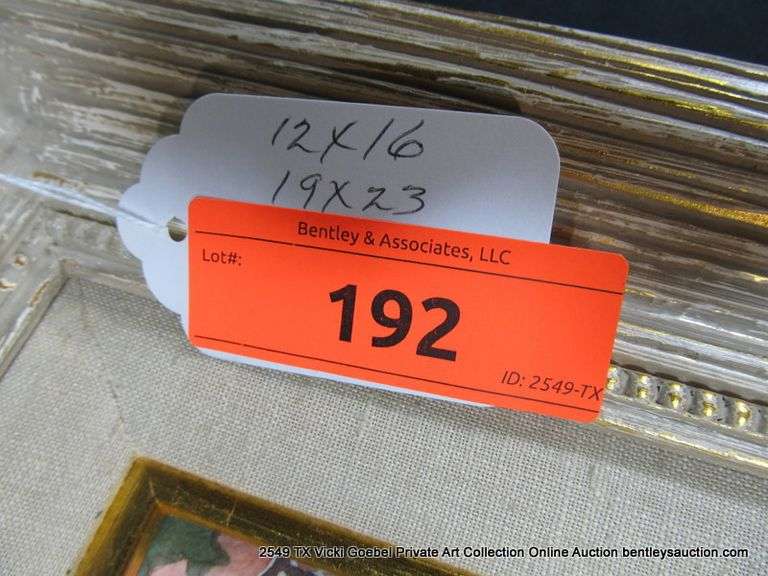 12x16
19x23
Bentley & Associates, LLC
Lot#:
192
ID: 2549-TX
2549 TX Vicki Goebel Private Art Collection Online Auction bentleysauction.com